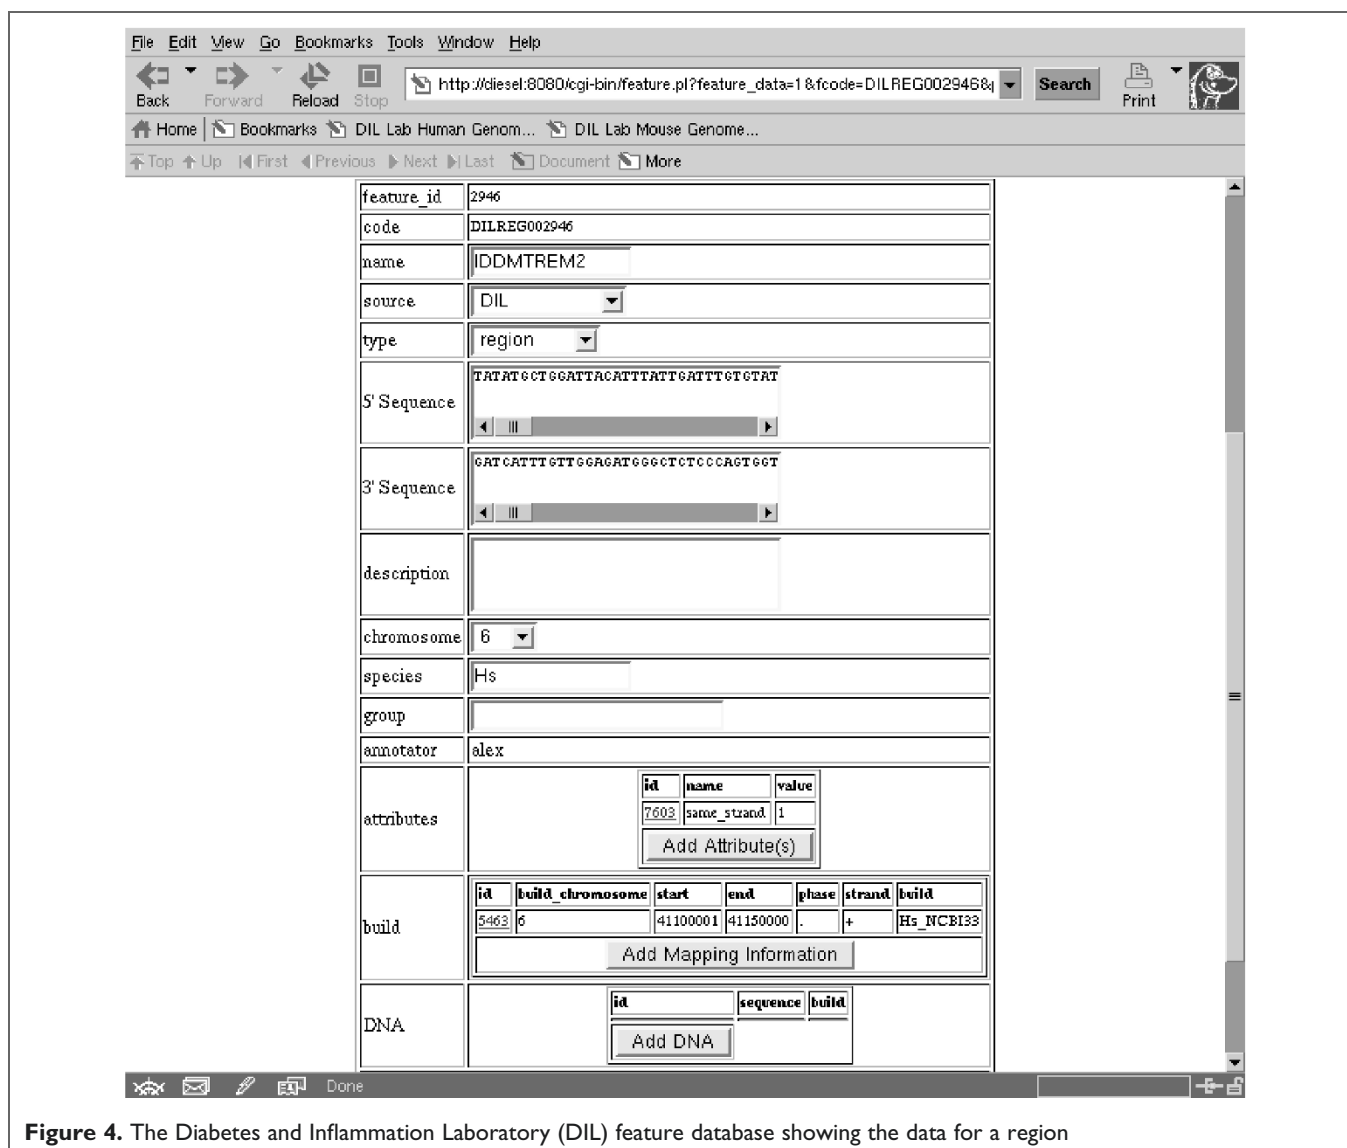 File Edit View Go Bookmarks Tools Window Help
Back Forward Reload Stop http://diesel:8080/cgi-bin/feature.pl?feature_data=1&fcode=DILREG002946& Search Print
Home Bookmarks DIL Lab Human Genom... DIL Lab Mouse Genome...
Top Up First Previous Next Last Document More
feature_id 2946
code DILREG002946
name IDDMTREM2
source DIL
type region
5' Sequence TATATGCTGGATTACATTTATTGATTTGTGTAT
3' Sequence GATCATTTGTTGGAGATGGGCTCTCCCAGTGGT
description
chromosome 6
species Hs
group
annotator alex
attributes
id name value
7603 same_strand 1
Add Attribute(s)
build
id build_chromosome start end phase strand build
5463 6 41100001 41150000 . + Hs_NCBI33
Add Mapping Information
DNA
id sequence build
Add DNA
Done
Figure 4. The Diabetes and Inflammation Laboratory (DIL) feature database showing the data for a region